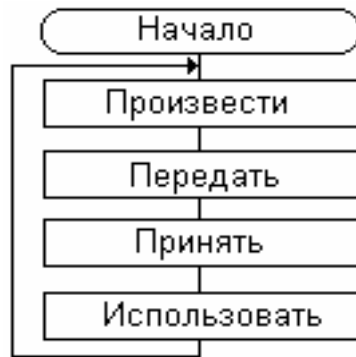 Начало
Произвести
Передать
Принять
Использовать